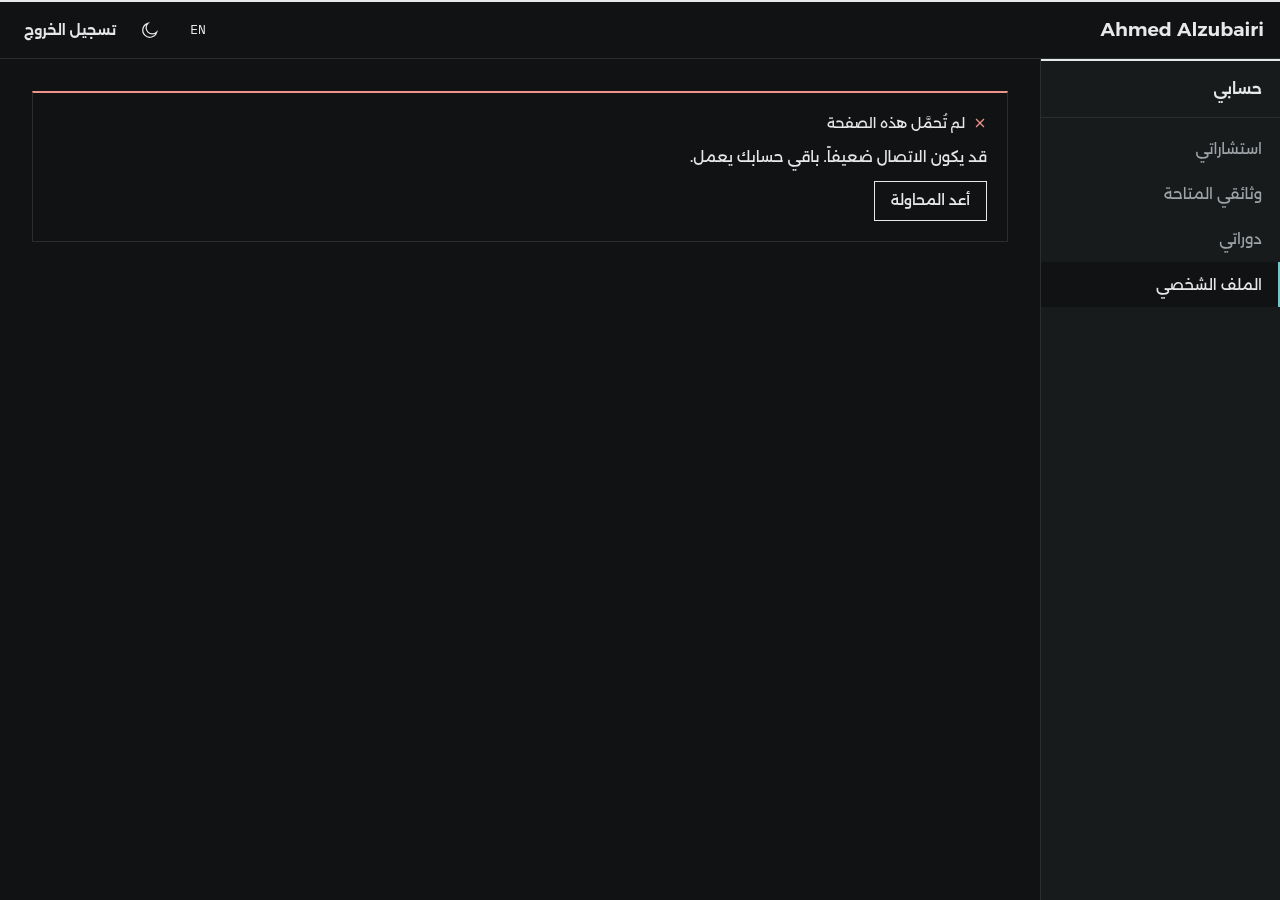 Ahmed Alzubairi
EN
تسجيل الخروج
حسابي
استشاراتي
وثائقي المتاحة
دوراتي
الملف الشخصي
× لم تُحمَّل هذه الصفحة
قد يكون الاتصال ضعيفاً. باقي حسابك يعمل.
أعد المحاولة